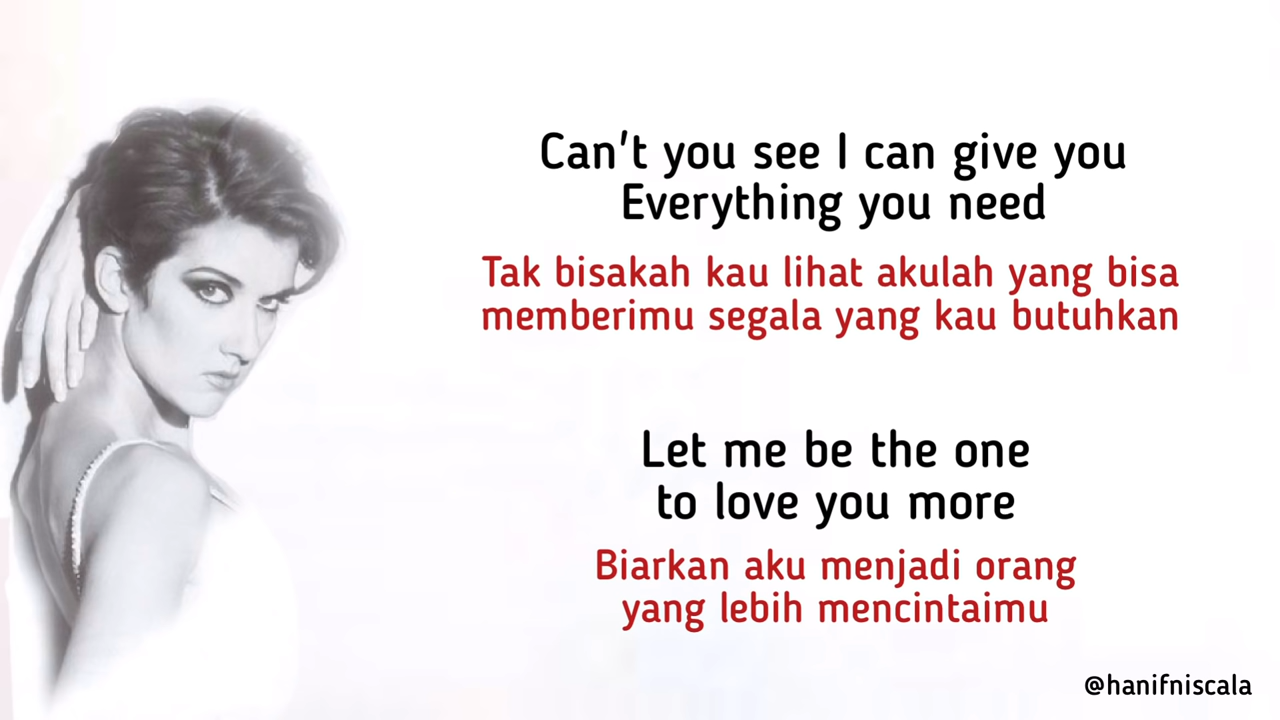 Can't you see I can give you
Everything you need
Tak bisakah kau lihat akulah yang bisa
memberimu segala yang kau butuhkan
Let me be the one
to love you more
Biarkan aku menjadi orang
yang lebih mencintaimu
@hanifniscala